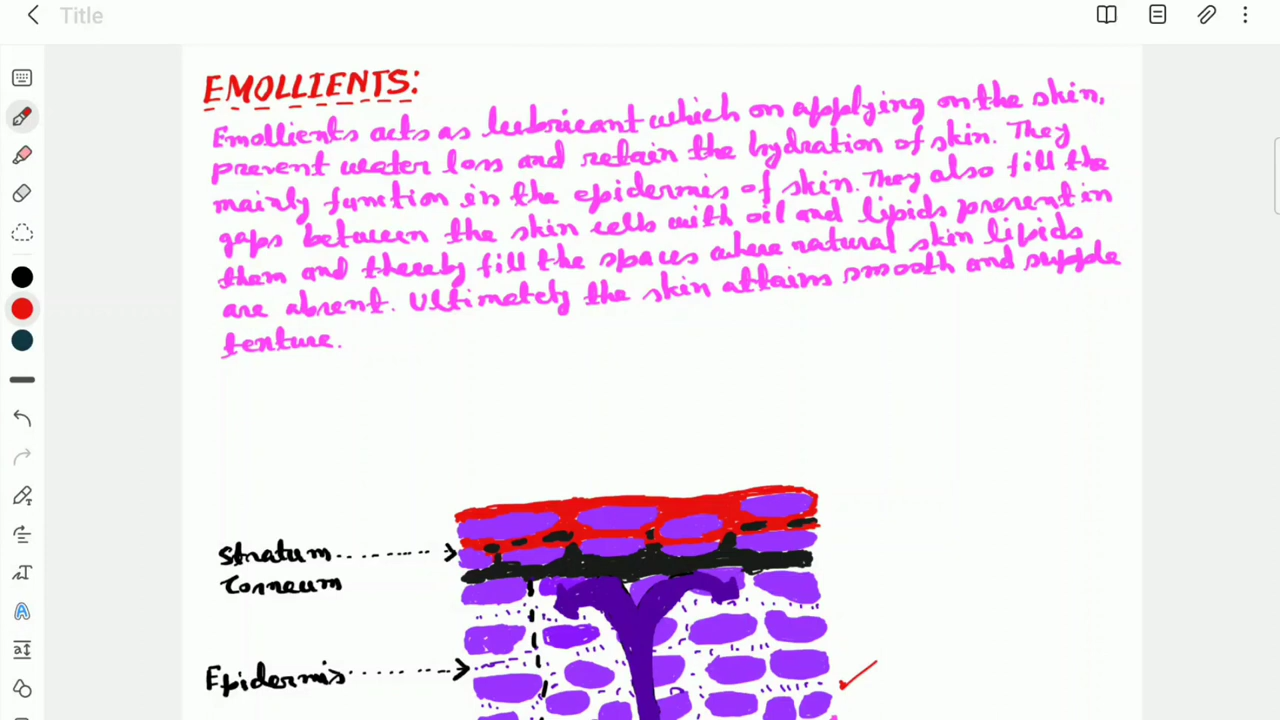 Title
EMOLLIENTS:
Emollients acts as lubricant which on applying on the skin,
prevent water loss and retain the hydration of skin. They
mainly function in the epidermis of skin. They also fill the
gaps between the skin cells with oil and lipids present in
them and thereby fill the spaces where natural skin lipids
are absent. Ultimately the skin attains smooth and supple
texture.
Stratum
Corneum
Epidermis